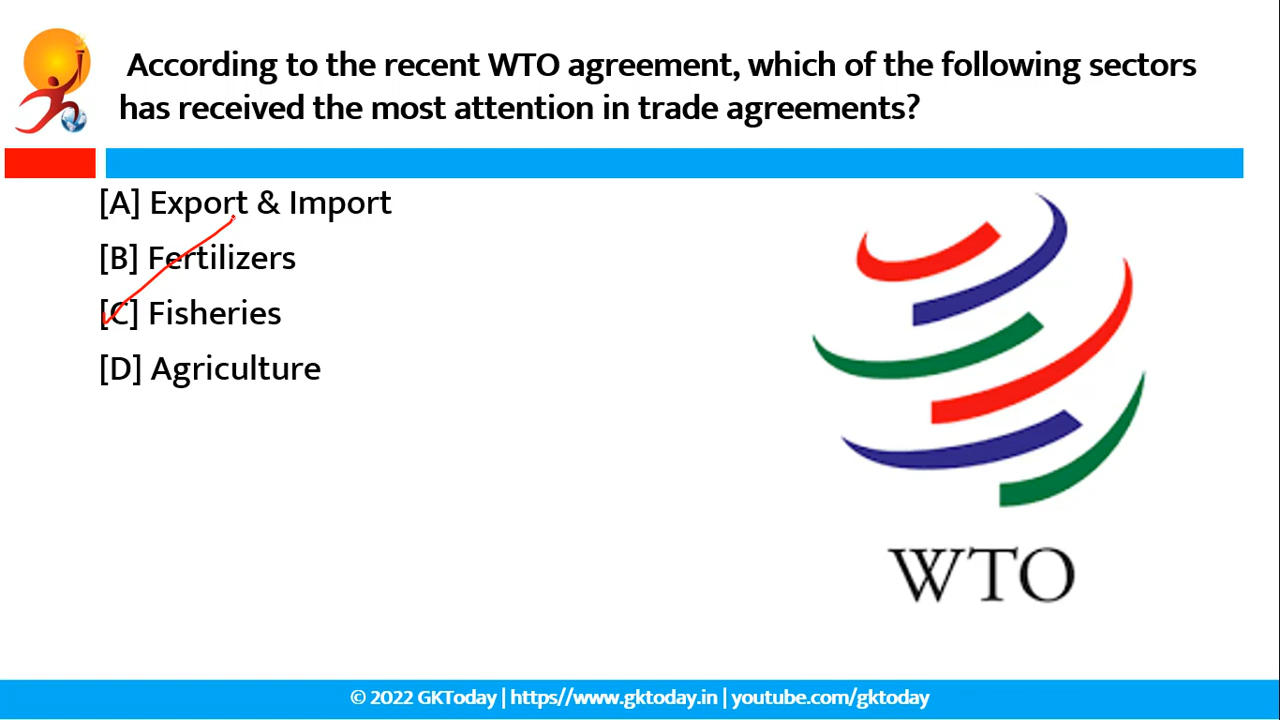 According to the recent WTO agreement, which of the following sectors
has received the most attention in trade agreements?
[A] Export & Import
[B] Fertilizers
[C] Fisheries
[D] Agriculture
WTO
© 2022 GKToday | https//www.gktoday.in | youtube.com/gktoday